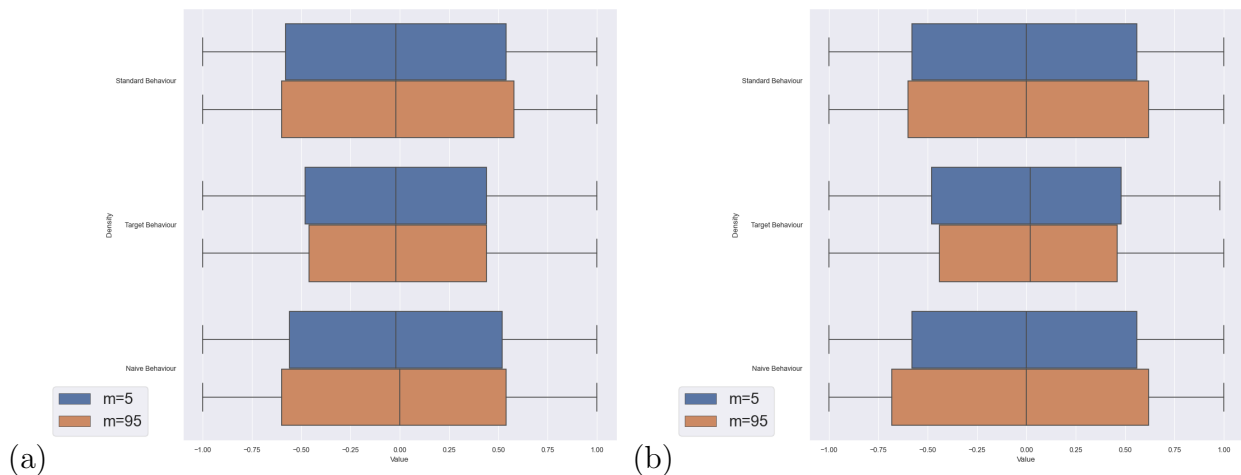 Standard Behaviour
Density
Target Behaviour
Naive Behaviour
m=5
m=95
−1.00 −0.75 −0.50 −0.25 0.00 0.25 0.50 0.75 1.00
Value
(a)
Standard Behaviour
Density
Target Behaviour
Naive Behaviour
m=5
m=95
−1.00 −0.75 −0.50 −0.25 0.00 0.25 0.50 0.75 1.00
Value
(b)